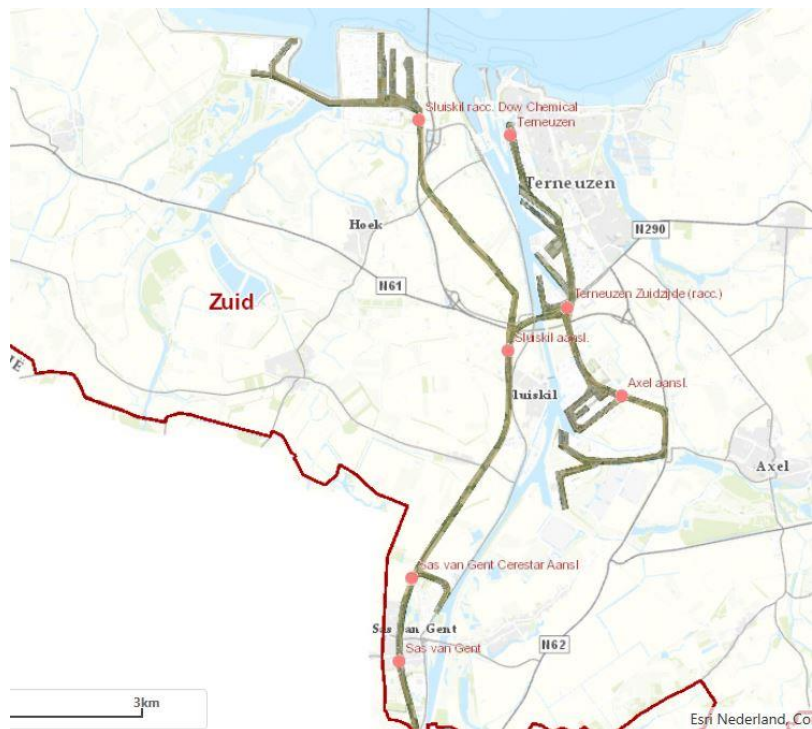 Sluiskil racc. Dow Chemical
Terneuzen
Terneuzen
Hoek
N290
N61
Zuid
Terneuzen Zuidzijde (racc.)
Sluiskil aansl.
IË
luiskil
Axel aansl.
Axel
Sas van Gent Cerestar Aansl
Sas van Gent
N62
Sas van Gent
3km
Esri Nederland, Co